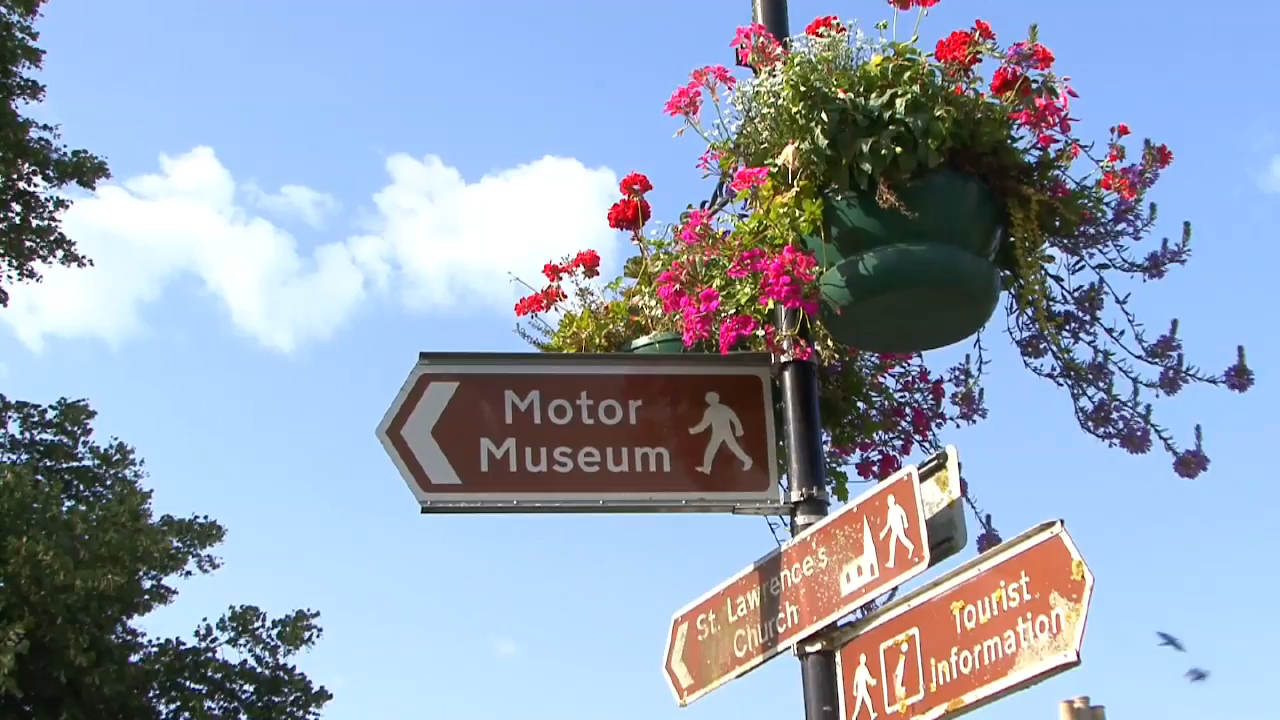 Motor
Museum
St. Lawrence's
Church
Tourist
information